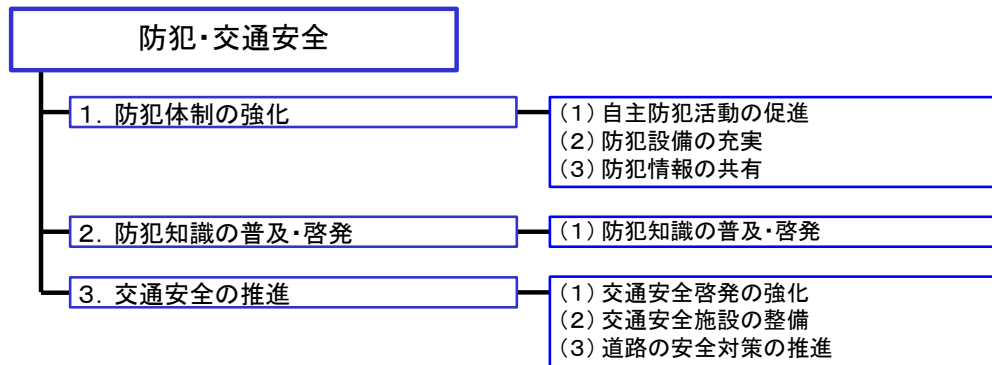 防犯・交通安全
1．防犯体制の強化
(1)自主防犯活動の促進
(2)防犯設備の充実
(3)防犯情報の共有
2．防犯知識の普及・啓発
(1)防犯知識の普及・啓発
3．交通安全の推進
(1)交通安全啓発の強化
(2)交通安全施設の整備
(3)道路の安全対策の推進